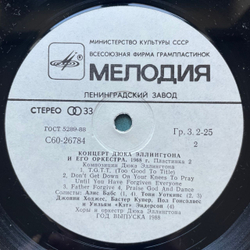 МИНИСТЕРСТВО КУЛЬТУРЫ СССР
ВСЕСОЮЗНАЯ ФИРМА ГРАМПЛАСТИНОК
МЕЛОДИЯ
ЛЕНИНГРАДСКИЙ ЗАВОД
СТЕРЕО 33
ГОСТ 5289-88 Гр. 3. 2-25
С60-26784 2
КОНЦЕРТ ДЮКА ЭЛЛИНГТОНА
И ЕГО ОРКЕСТРА, 1968 г. Пластинка 2
Композиции Дюка Эллингтона
1. T.G.T.T. (Too Good To Title)
2. Don't Get Down On Your Knees To Pray
Until You Have Forgiven Everyone
3. Father Forgive 4. Praise God And Dance
Солисты: Алис Бабс (1), Тони Уоткинс (2),
Джонни Ходжес, Бастер Купер, Пол Гонсалвес
и Уильям «Кэт» Андерсон (4)
Хоры и оркестр Дюка Эллингтона
ГОД ВЫПУСКА 1988